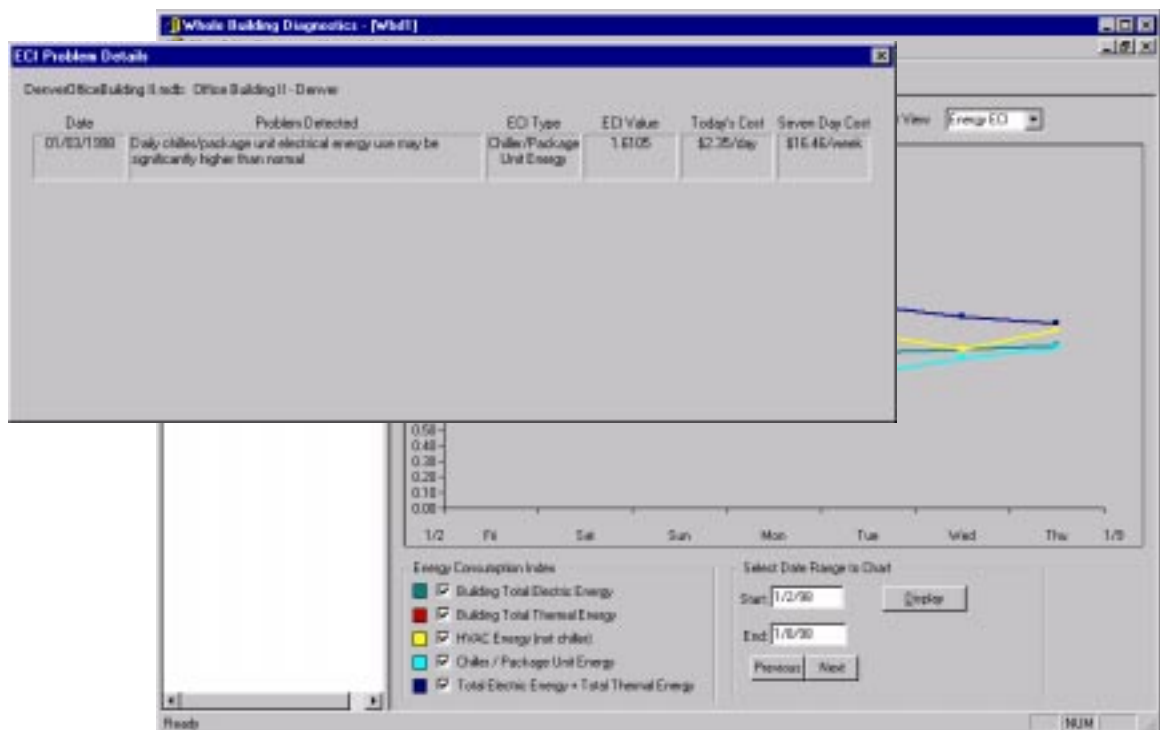 Whole Building Diagnostics - [Wbd1]
ECI Problem Details
DenverOfficeBuilding II.mdb: Office Building II - Denver
Date Problem Detected ECI Type ECI Value Today's Cost Seven Day Cost
01/03/1998 Daily chiller/package unit electrical energy use may be Chiller/Package 1.6105 $2.35/day $16.46/week
significantly higher than normal Unit Energy
View Energy ECI
0.50
0.40
0.30
0.20
0.10
0.00
1/2 Fri Sat Sun Mon Tue Wed Thu 1/9
Energy Consumption Index
Building Total Electric Energy
Building Total Thermal Energy
HVAC Energy (not chiller)
Chiller / Package Unit Energy
Total Electric Energy + Total Thermal Energy
Select Date Range to Chart
Start: 1/2/98 Display
End: 1/8/98
Previous Next
Ready NUM